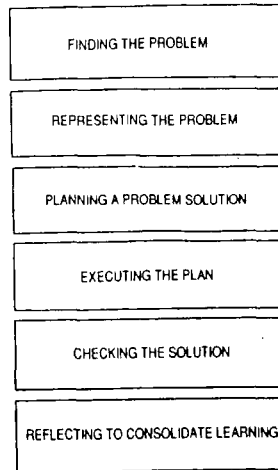 FINDING THE PROBLEM
REPRESENTING THE PROBLEM
PLANNING A PROBLEM SOLUTION
EXECUTING THE PLAN
CHECKING THE SOLUTION
REFLECTING TO CONSOLIDATE LEARNING